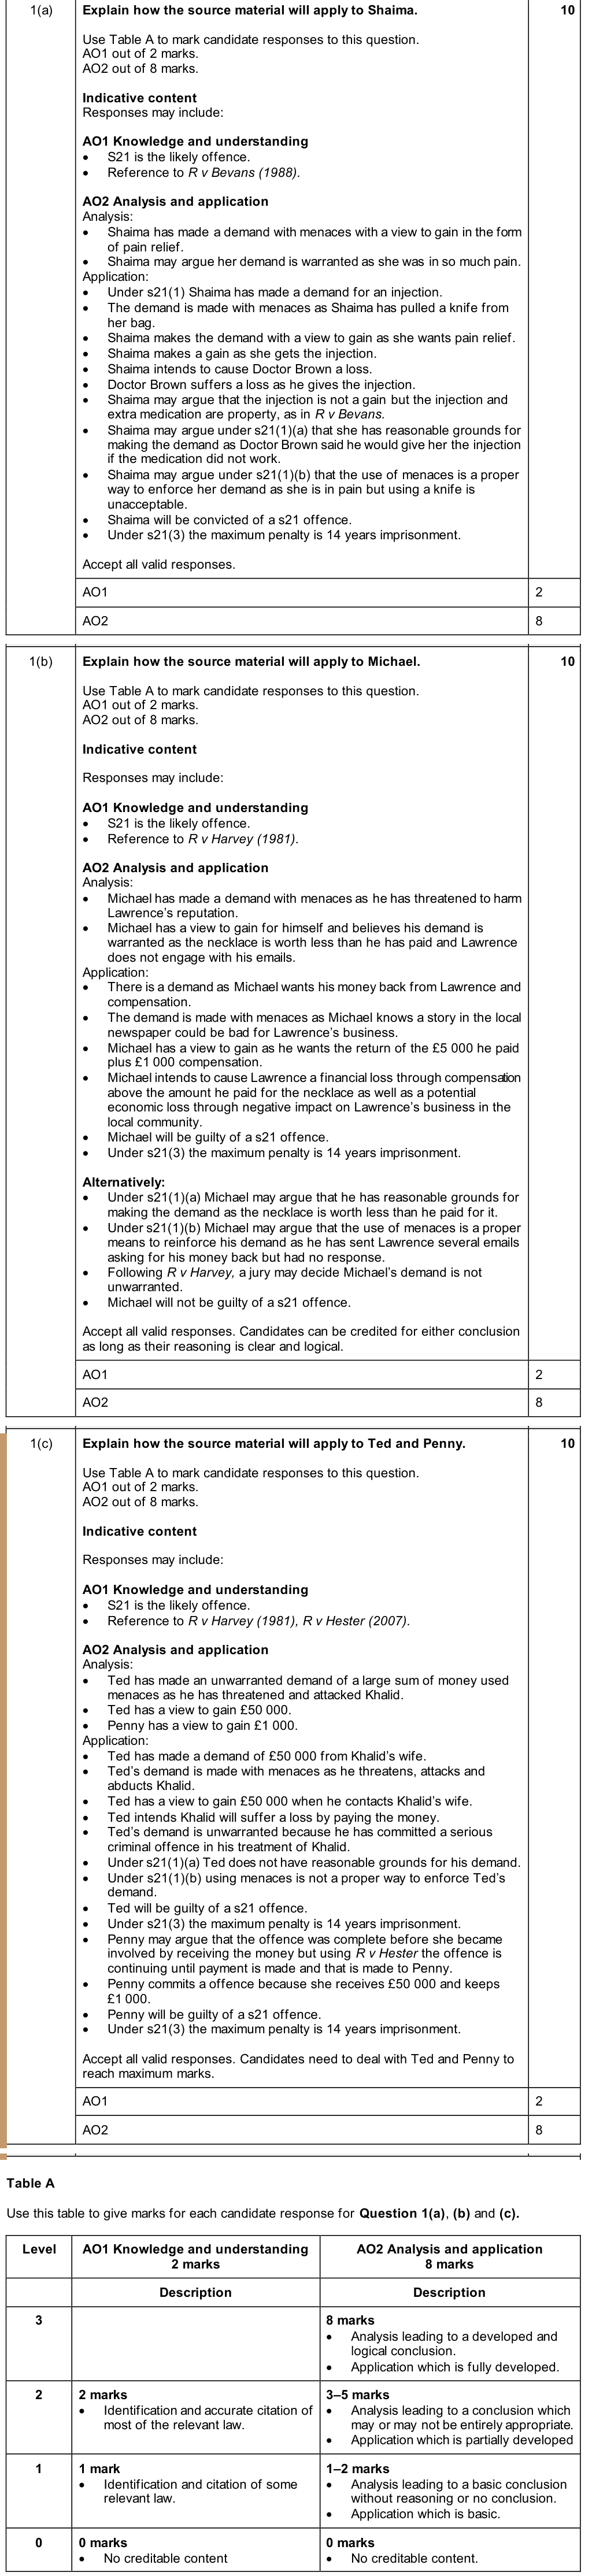 1(a) Explain how the source material will apply to Shaima. 10
Use Table A to mark candidate responses to this question.
AO1 out of 2 marks.
AO2 out of 8 marks.
Indicative content
Responses may include:
AO1 Knowledge and understanding
• S21 is the likely offence.
• Reference to R v Bevans (1988).
AO2 Analysis and application
Analysis:
• Shaima has made a demand with menaces with a view to gain in the form
of pain relief.
• Shaima may argue her demand is warranted as she was in so much pain.
Application:
• Under s21(1) Shaima has made a demand for an injection.
• The demand is made with menaces as Shaima has pulled a knife from
her bag.
• Shaima makes the demand with a view to gain as she wants pain relief.
• Shaima makes a gain as she gets the injection.
• Shaima intends to cause Doctor Brown a loss.
• Doctor Brown suffers a loss as he gives the injection.
• Shaima may argue that the injection is not a gain but the injection and
extra medication are property, as in R v Bevans.
• Shaima may argue under s21(1)(a) that she has reasonable grounds for
making the demand as Doctor Brown said he would give her the injection
if the medication did not work.
• Shaima may argue under s21(1)(b) that the use of menaces is a proper
way to enforce her demand as she is in pain but using a knife is
unacceptable.
• Shaima will be convicted of a s21 offence.
• Under s21(3) the maximum penalty is 14 years imprisonment.
Accept all valid responses.
AO1 2
AO2 8
1(b) Explain how the source material will apply to Michael. 10
Use Table A to mark candidate responses to this question.
AO1 out of 2 marks.
AO2 out of 8 marks.
Indicative content
Responses may include:
AO1 Knowledge and understanding
• S21 is the likely offence.
• Reference to R v Harvey (1981).
AO2 Analysis and application
Analysis:
• Michael has made a demand with menaces as he has threatened to harm
Lawrence's reputation.
• Michael has a view to gain for himself and believes his demand is
warranted as the necklace is worth less than he has paid and Lawrence
does not engage with his emails.
Application:
• There is a demand as Michael wants his money back from Lawrence and
compensation.
• The demand is made with menaces as Michael knows a story in the local
newspaper could be bad for Lawrence's business.
• Michael has a view to gain as he wants the return of the £5 000 he paid
plus £1 000 compensation.
• Michael intends to cause Lawrence a financial loss through compensation
above the amount he paid for the necklace as well as a potential
economic loss through negative impact on Lawrence's business in the
local community.
• Michael will be guilty of a s21 offence.
• Under s21(3) the maximum penalty is 14 years imprisonment.
Alternatively:
• Under s21(1)(a) Michael may argue that he has reasonable grounds for
making the demand as the necklace is worth less than he paid for it.
• Under s21(1)(b) Michael may argue that the use of menaces is a proper
means to reinforce his demand as he has sent Lawrence several emails
asking for his money back but had no response.
• Following R v Harvey, a jury may decide Michael's demand is not
unwarranted.
• Michael will not be guilty of a s21 offence.
Accept all valid responses. Candidates can be credited for either conclusion
as long as their reasoning is clear and logical.
AO1 2
AO2 8
1(c) Explain how the source material will apply to Ted and Penny. 10
Use Table A to mark candidate responses to this question.
AO1 out of 2 marks.
AO2 out of 8 marks.
Indicative content
Responses may include:
AO1 Knowledge and understanding
• S21 is the likely offence.
• Reference to R v Harvey (1981), R v Hester (2007).
AO2 Analysis and application
Analysis:
• Ted has made an unwarranted demand of a large sum of money used
menaces as he has threatened and attacked Khalid.
• Ted has a view to gain £50 000.
• Penny has a view to gain £1 000.
Application:
• Ted has made a demand of £50 000 from Khalid's wife.
• Ted's demand is made with menaces as he threatens, attacks and
abducts Khalid.
• Ted has a view to gain £50 000 when he contacts Khalid's wife.
• Ted intends Khalid will suffer a loss by paying the money.
• Ted's demand is unwarranted because he has committed a serious
criminal offence in his treatment of Khalid.
• Under s21(1)(a) Ted does not have reasonable grounds for his demand.
• Under s21(1)(b) using menaces is not a proper way to enforce Ted's
demand.
• Ted will be guilty of a s21 offence.
• Under s21(3) the maximum penalty is 14 years imprisonment.
• Penny may argue that the offence was complete before she became
involved by receiving the money but using R v Hester the offence is
continuing until payment is made and that is made to Penny.
• Penny commits a offence because she receives £50 000 and keeps
£1 000.
• Penny will be guilty of a s21 offence.
• Under s21(3) the maximum penalty is 14 years imprisonment.
Accept all valid responses. Candidates need to deal with Ted and Penny to
reach maximum marks.
AO1 2
AO2 8
Table A
Use this table to give marks for each candidate response for Question 1(a), (b) and (c).
Level AO1 Knowledge and understanding AO2 Analysis and application
2 marks 8 marks
Description Description
3 8 marks
• Analysis leading to a developed and
logical conclusion.
• Application which is fully developed.
2 2 marks 3–5 marks
• Identification and accurate citation of • Analysis leading to a conclusion which
most of the relevant law. may or may not be entirely appropriate.
• Application which is partially developed
1 1 mark 1–2 marks
• Identification and citation of some • Analysis leading to a basic conclusion
relevant law. without reasoning or no conclusion.
• Application which is basic.
0 0 marks 0 marks
• No creditable content • No creditable content.